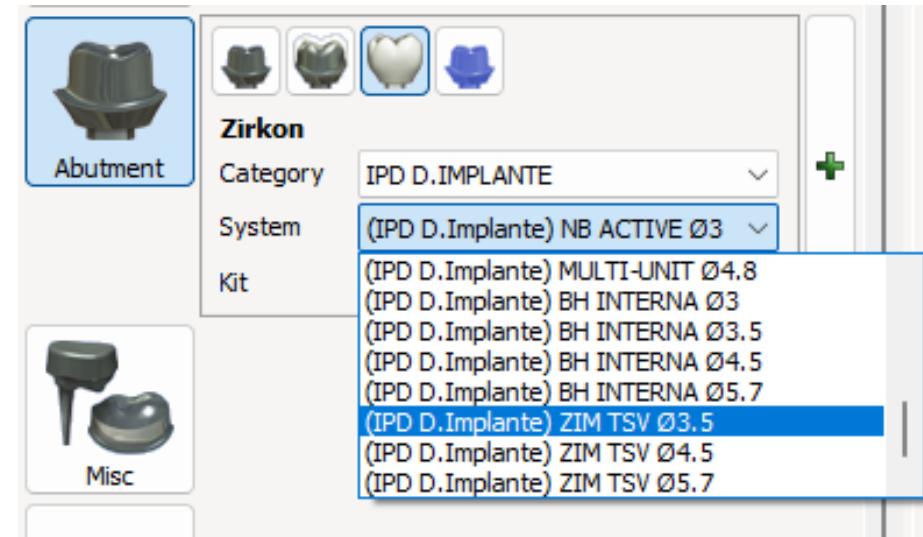 Abutment
Zirkon
Category IPD D.IMPLANTE
System (IPD D.Implante) NB ACTIVE Ø3
Kit
(IPD D.Implante) MULTI-UNIT Ø4.8
(IPD D.Implante) BH INTERNA Ø3
(IPD D.Implante) BH INTERNA Ø3.5
(IPD D.Implante) BH INTERNA Ø4.5
(IPD D.Implante) BH INTERNA Ø5.7
(IPD D.Implante) ZIM TSV Ø3.5
(IPD D.Implante) ZIM TSV Ø4.5
(IPD D.Implante) ZIM TSV Ø5.7
Misc